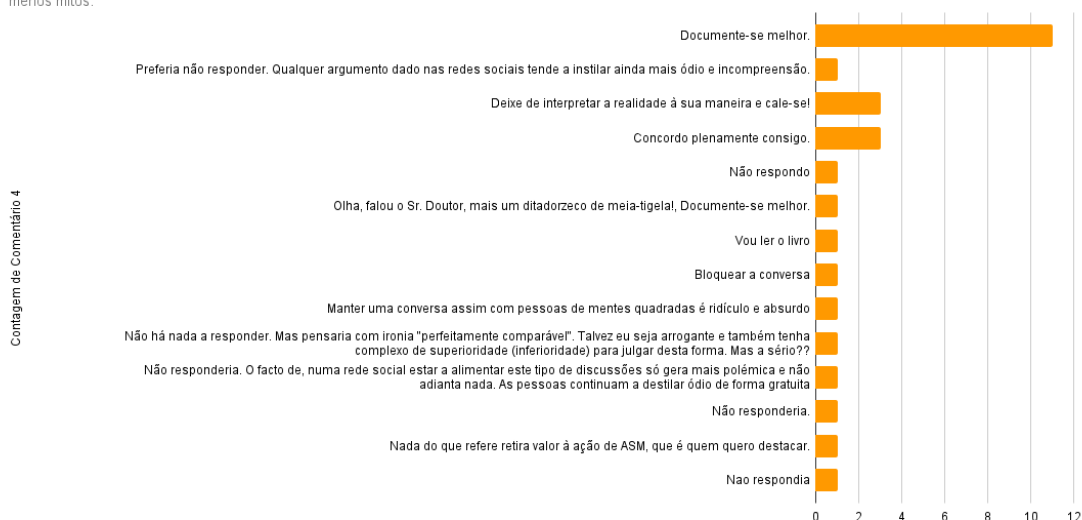 menos mitos.
Documente-se melhor.
Preferia não responder. Qualquer argumento dado nas redes sociais tende a instilar ainda mais ódio e incompreensão.
Deixe de interpretar a realidade à sua maneira e cale-se!
Concordo plenamente consigo.
Não respondo
Olha, falou o Sr. Doutor, mais um ditadorzeco de meia-tigela!, Documente-se melhor.
Vou ler o livro
Bloquear a conversa
Manter uma conversa assim com pessoas de mentes quadradas é ridículo e absurdo
Não há nada a responder. Mas pensaria com ironia "perfeitamente comparável". Talvez eu seja arrogante e também tenha
complexo de superioridade (inferioridade) para julgar desta forma. Mas a sério??
Não responderia. O facto de, numa rede social estar a alimentar este tipo de discussões só gera mais polémica e não
adianta nada. As pessoas continuam a destilar ódio de forma gratuita
Não responderia.
Nada do que refere retira valor à ação de ASM, que é quem quero destacar.
Nao respondia
Contagem de Comentário 4
0 2 4 6 8 10 12